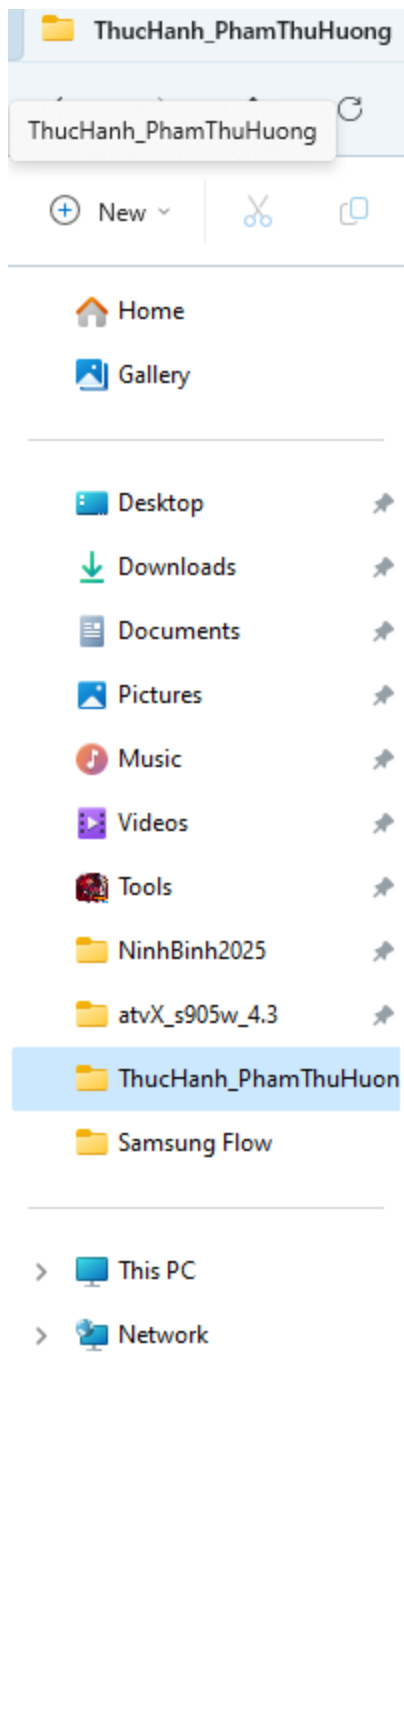 ThucHanh_PhamThuHuong
ThucHanh_PhamThuHuong
New
Home
Gallery
Desktop
Downloads
Documents
Pictures
Music
Videos
Tools
NinhBinh2025
atvX_s905w_4.3
ThucHanh_PhamThuHuon
Samsung Flow
This PC
Network